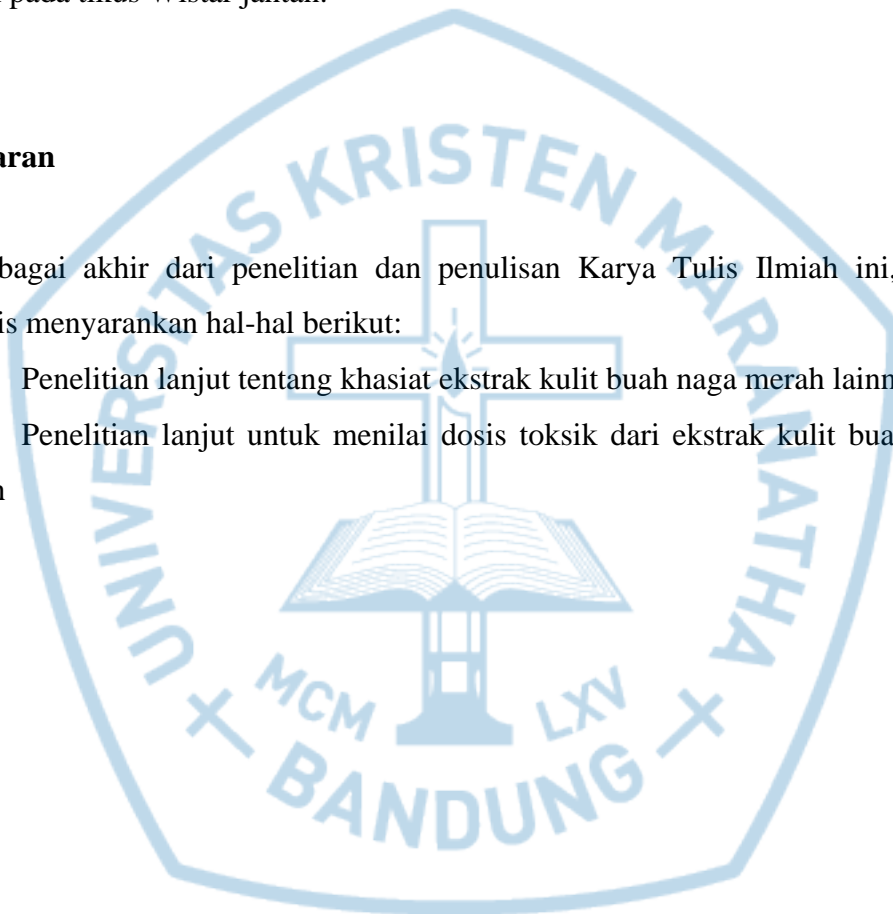 pada tikus Wistar jantan.
aran
bagai akhir dari penelitian dan penulisan Karya Tulis Ilmiah ini,
is menyarankan hal-hal berikut:
Penelitian lanjut tentang khasiat ekstrak kulit buah naga merah lainn
Penelitian lanjut untuk menilai dosis toksik dari ekstrak kulit bua
n
UNIVERSITAS KRISTEN MARANATHA
MCM LXV
BANDUNG